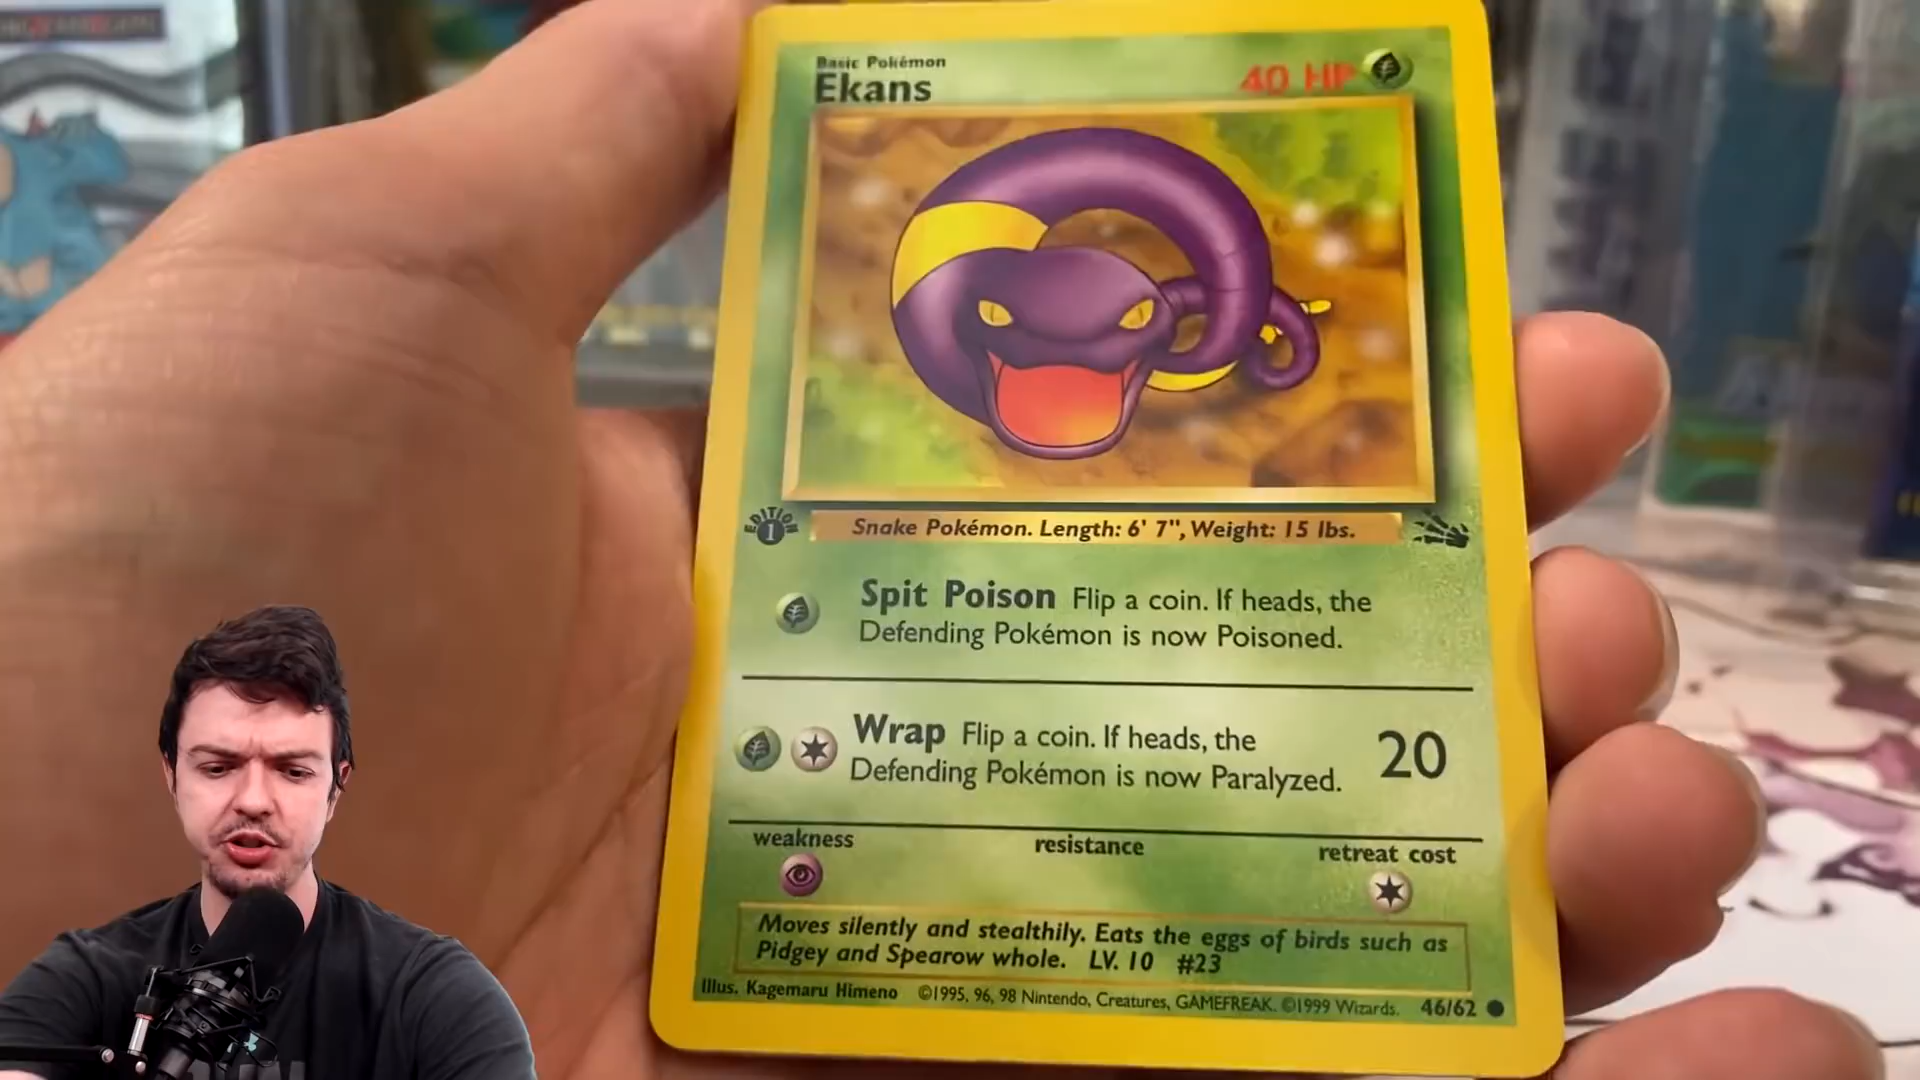 Basic Pokémon
Ekans
40 HP
EDITION
1
Snake Pokémon. Length: 6' 7", Weight: 15 lbs.
Spit Poison Flip a coin. If heads, the
Defending Pokémon is now Poisoned.
Wrap Flip a coin. If heads, the
Defending Pokémon is now Paralyzed.
20
weakness
resistance
retreat cost
Moves silently and stealthily. Eats the eggs of birds such as
Pidgey and Spearow whole. LV. 10 #23
Illus. Kagemaru Himeno ©1995, 96, 98 Nintendo, Creatures, GAMEFREAK. ©1999 Wizards. 46/62